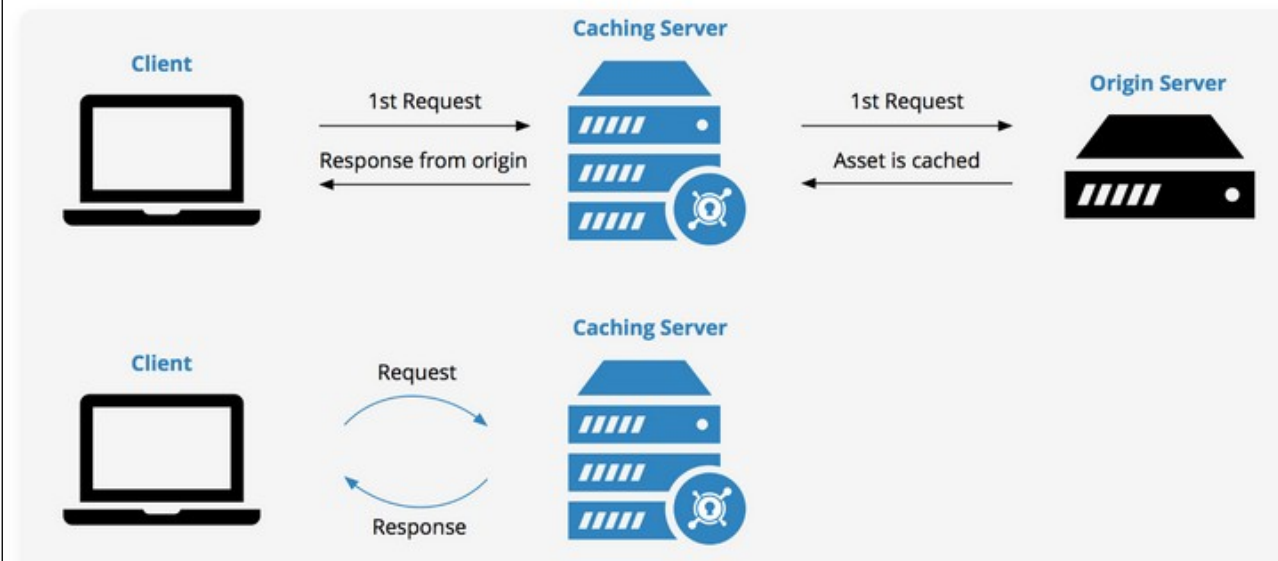 Caching Server
Client
Origin Server
1st Request
1st Request
Response from origin
Asset is cached
Caching Server
Client
Request
Response